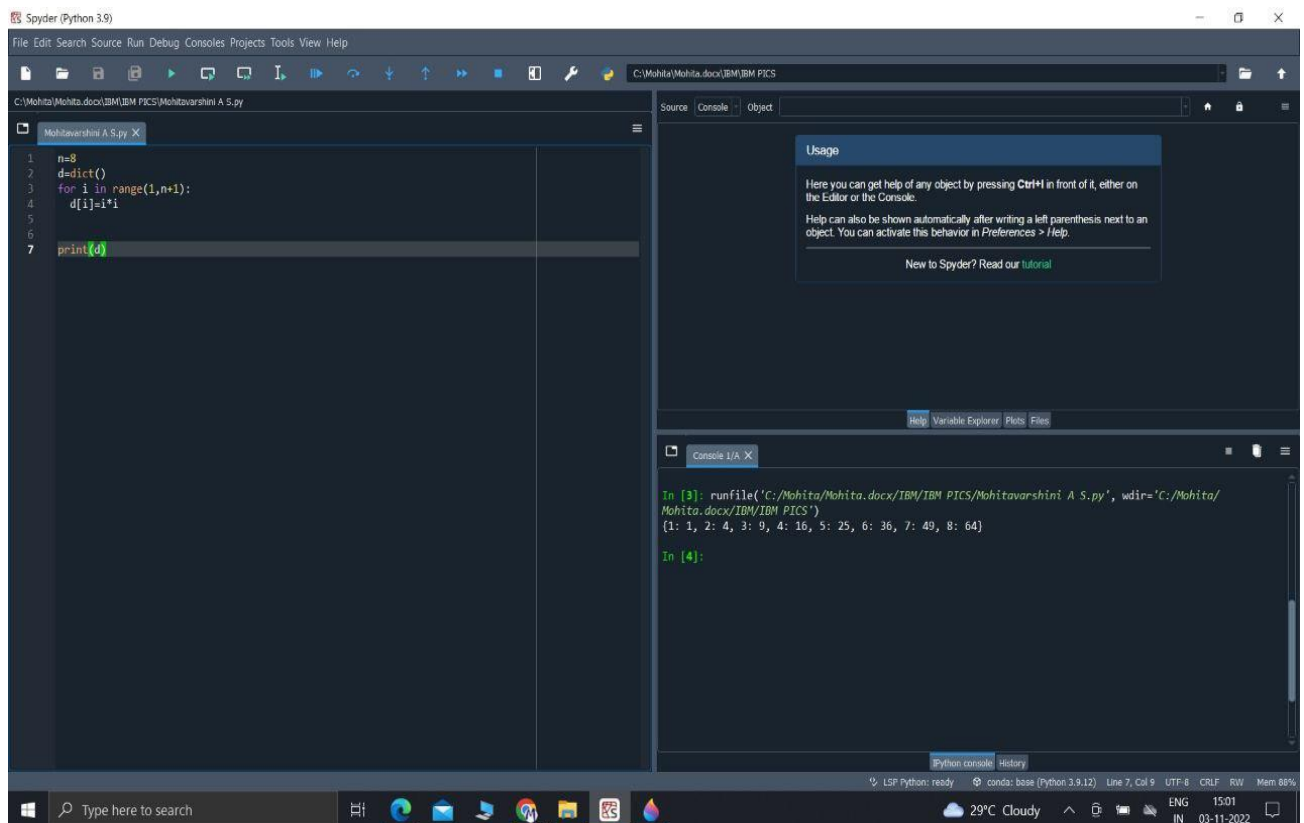 Spyder (Python 3.9)
File Edit Search Source Run Debug Consoles Projects Tools View Help
C:\Mohita\Mohita.docx\IBM\IBM PICS
C:\Mohita\Mohita.docx\IBM\IBM PICS\Mohitavarshini A S.py
Mohitavarshini A S.py
1 n=8
2 d=dict()
3 for i in range(1,n+1):
4 d[i]=i*i
5
6
7 print(d)
Source Console Object
Usage
Here you can get help of any object by pressing Ctrl+I in front of it, either on
the Editor or the Console.
Help can also be shown automatically after writing a left parenthesis next to an
object. You can activate this behavior in Preferences > Help.
New to Spyder? Read our tutorial
Help Variable Explorer Plots Files
Console 1/A
In [3]: runfile('C:/Mohita/Mohita.docx/IBM/IBM PICS/Mohitavarshini A S.py', wdir='C:/Mohita/
Mohita.docx/IBM/IBM PICS')
{1: 1, 2: 4, 3: 9, 4: 16, 5: 25, 6: 36, 7: 49, 8: 64}
In [4]:
IPython console History
LSP Python: ready conda: base (Python 3.9.12) Line 7, Col 9 UTF-8 CRLF RW Mem 88%
Type here to search
29°C Cloudy
ENG
IN
15:01
03-11-2022